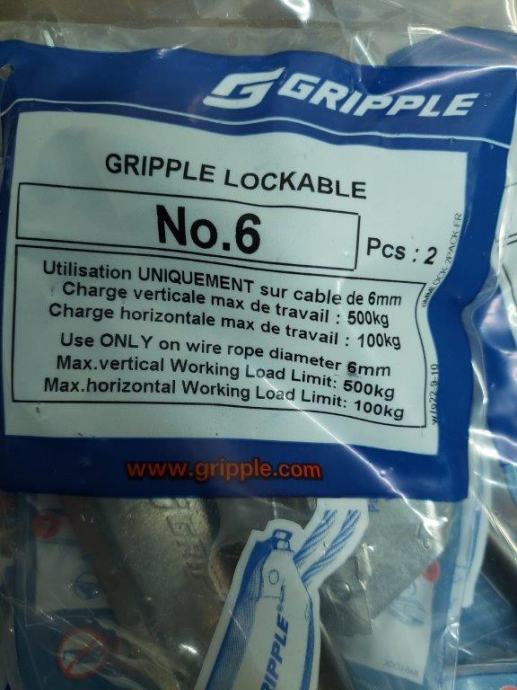 GRIPPLE
GRIPPLE LOCKABLE
No.6
Pcs : 2
Utilisation UNIQUEMENT sur cable de 6mm
Charge verticale max de travail : 500kg
Charge horizontale max de travail : 100kg
Use ONLY on wire rope diameter 6mm
Max.vertical Working Load Limit: 500kg
Max.horizontal Working Load Limit: 100kg
www.gripple.com
GRIPPLE